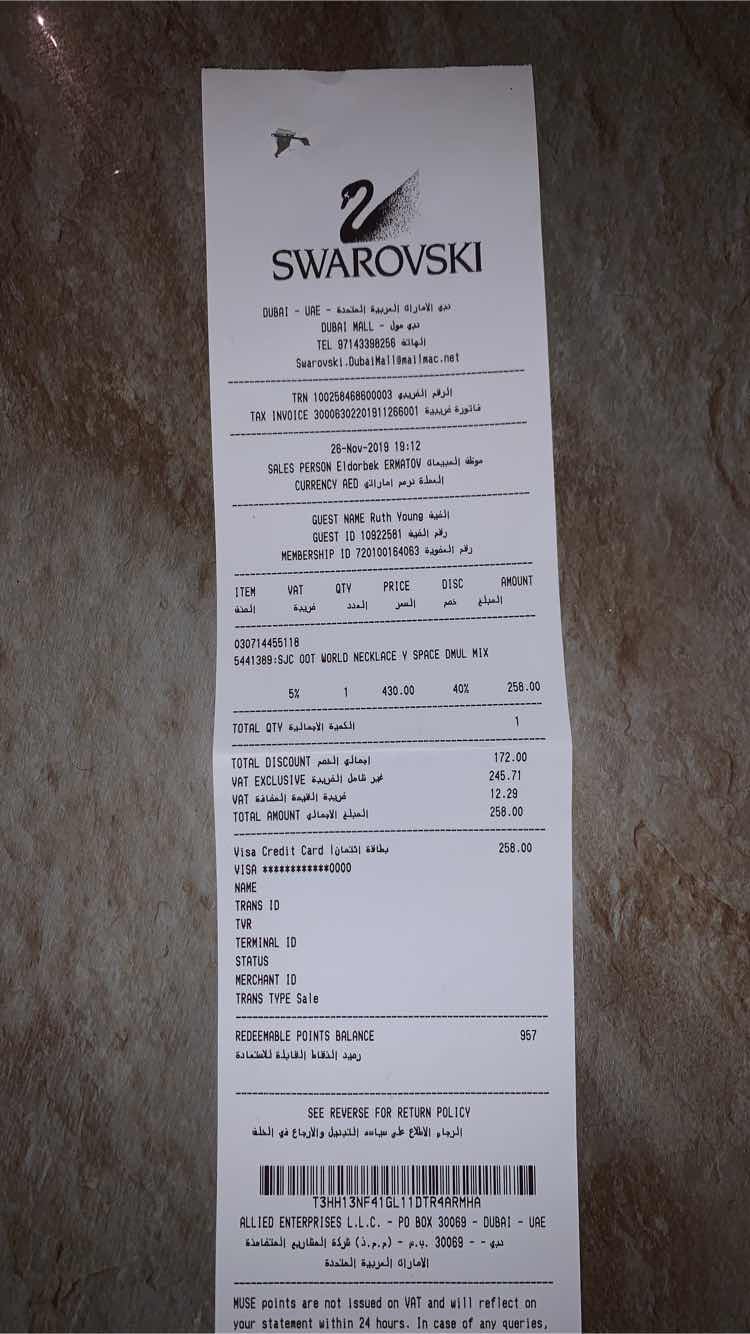 SWAROVSKI
DUBAI - UAE - دبي الامارات العربية المتحدة
DUBAI MALL - دبي مول
TEL 97143398256 الهاتف
Swarovski.DubaiMall@mailmac.net
TRN 100258468600003 الرقم الضريبي
TAX INVOICE 30006302201911266001 فاتورة ضريبية
26-Nov-2019 19:12
SALES PERSON Eldorbek ERMATOV موظف المبيعات
CURRENCY AED العملة درهم اماراتي
GUEST NAME Ruth Young الضيف
GUEST ID 10922581 رقم الضيف
MEMBERSHIP ID 720100164063 رقم العضوية
ITEM VAT QTY PRICE DISC AMOUNT
ضريبة العدد السعر خصم المبلغ
030714455118
5441389:SJC OOT WORLD NECKLACE Y SPACE DMUL MIX
5% 1 430.00 40% 258.00
TOTAL QTY الكمية الاجمالية 1
TOTAL DISCOUNT اجمالي الخصم 172.00
VAT EXCLUSIVE غير شامل الضريبة 245.71
VAT ضريبة القيمة المضافة 12.29
TOTAL AMOUNT المبلغ الاجمالي 258.00
Visa Credit Card بطاقة إئتمان 258.00
VISA ************0000
NAME
TRANS ID
TVR
TERMINAL ID
STATUS
MERCHANT ID
TRANS TYPE Sale
REDEEMABLE POINTS BALANCE 957
رصيد النقاط القابلة للاستعادة
SEE REVERSE FOR RETURN POLICY
الرجاء الاطلاع على سياسة التبديل والارجاع في الخلف
T3HH13NF41GL11DTR4ARMHA
ALLIED ENTERPRISES L.L.C. - PO BOX 30069 - DUBAI - UAE
شركة المشاريع المتضامنة (ذ.م.م) - ب.م. 30069 - - دبي
الامارات العربية المتحدة
MUSE points are not issued on VAT and will reflect on
your statement within 24 hours. In case of any queries,